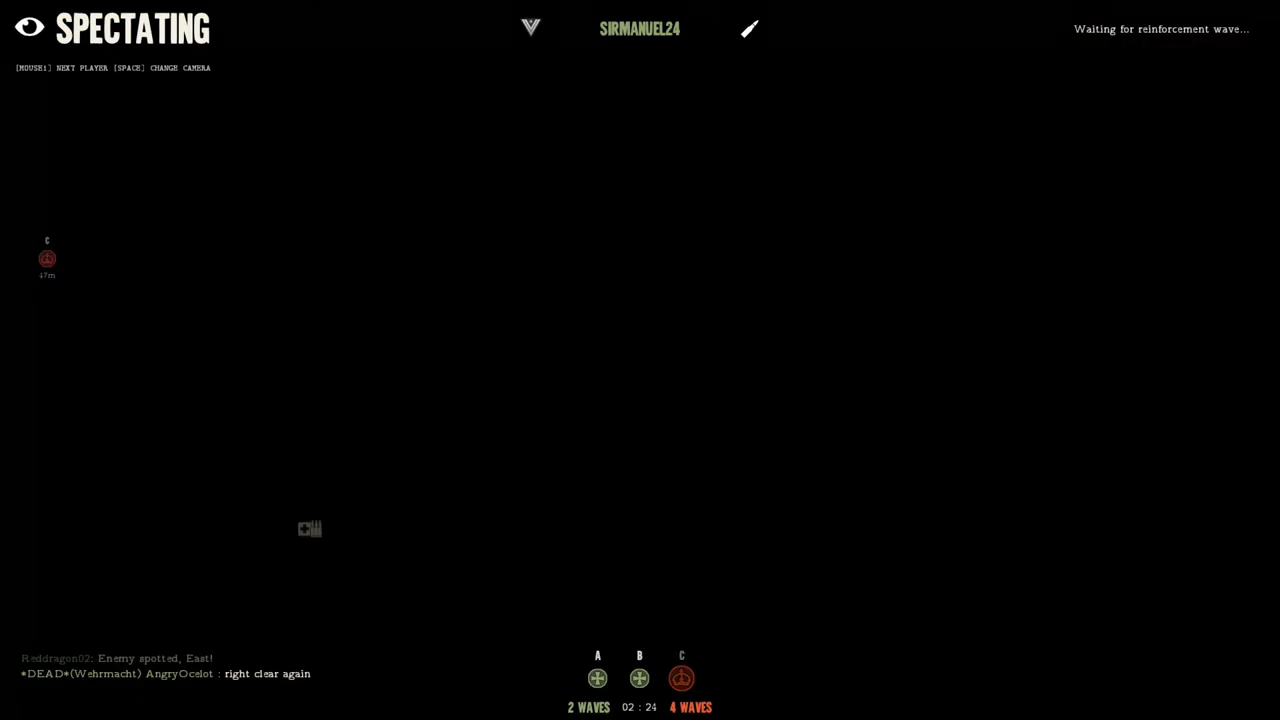 SPECTATING
SIRMANUEL24
Waiting for reinforcement wave...
[MOUSE1] NEXT PLAYER [SPACE] CHANGE CAMERA
C
47m
Reddragon02: Enemy spotted, East!
*DEAD*(Wehrmacht) AngryOcelot : right clear again
A B C
2 WAVES 02 : 24 4 WAVES